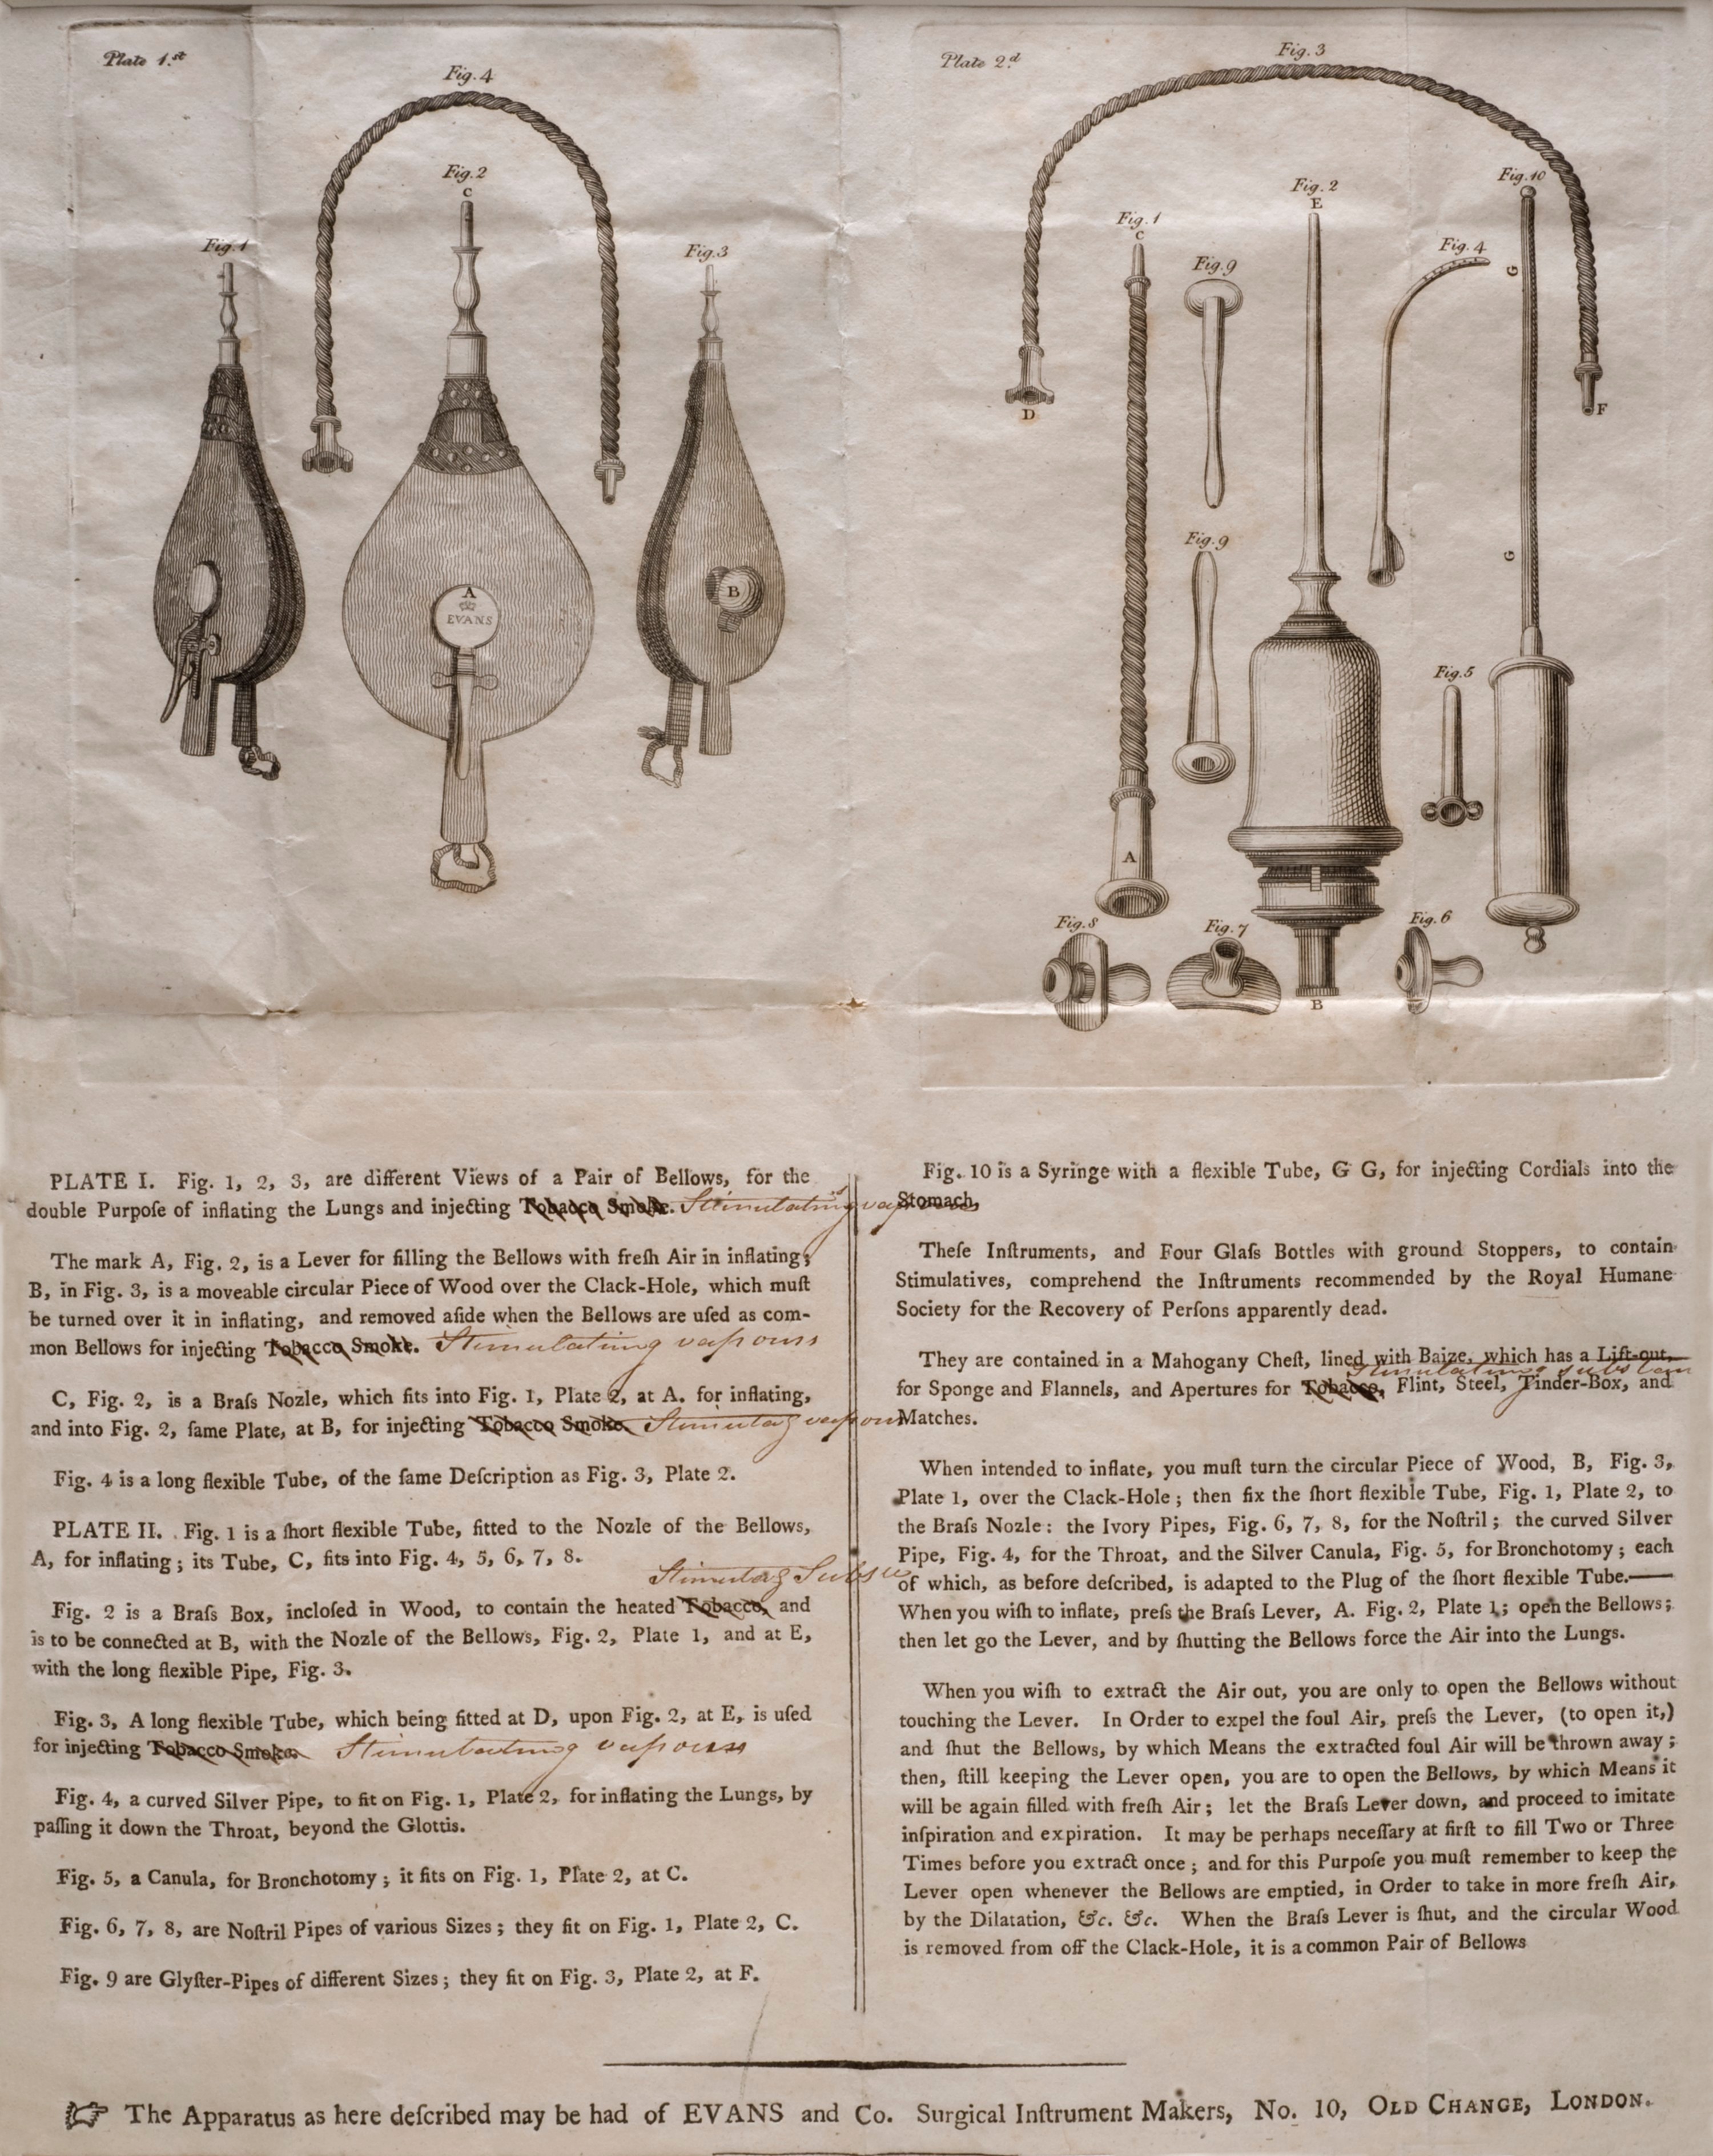 Plate 1.st
Fig. 4
Fig. 2
C
Fig. 1
Fig. 3
A
EVANS
B
Plate 2.d
Fig. 3
Fig. 10
Fig. 2
E
Fig. 1
C
Fig. 4
G
Fig. 9
D
F
Fig. 9
G
Fig. 5
A
Fig. 8
Fig. 7
Fig. 6
B
PLATE I. Fig. 1, 2, 3, are different Views of a Pair of Bellows, for the
double Purpoſe of inflating the Lungs and injecting Tobacco Smoke. Stimulating
The mark A, Fig. 2, is a Lever for filling the Bellows with freſh Air in inflating;
B, in Fig. 3, is a moveable circular Piece of Wood over the Clack-Hole, which muſt
be turned over it in inflating, and removed aſide when the Bellows are uſed as com-
mon Bellows for injecting Tobacco Smoke. Stimulating vapours
C, Fig. 2, is a Braſs Nozle, which fits into Fig. 1, Plate 2, at A. for inflating,
and into Fig. 2, ſame Plate, at B, for injecting Tobacco Smoke.
Fig. 4 is a long flexible Tube, of the ſame Deſcription as Fig. 3, Plate 2.
PLATE II. Fig. 1 is a ſhort flexible Tube, fitted to the Nozle of the Bellows,
A, for inflating; its Tube, C, fits into Fig. 4, 5, 6, 7, 8.
Fig. 2 is a Braſs Box, incloſed in Wood, to contain the heated Tobacco, and
is to be connected at B, with the Nozle of the Bellows, Fig. 2, Plate 1, and at E,
with the long flexible Pipe, Fig. 3.
Fig. 3, A long flexible Tube, which being fitted at D, upon Fig. 2, at E, is uſed
for injecting Tobacco Smoke. Stimulating vapours
Fig. 4, a curved Silver Pipe, to fit on Fig. 1, Plate 2, for inflating the Lungs, by
paſſing it down the Throat, beyond the Glottis.
Fig. 5, a Canula, for Bronchotomy; it fits on Fig. 1, Plate 2, at C.
Fig. 6, 7, 8, are Noſtril Pipes of various Sizes; they fit on Fig. 1, Plate 2, C.
Fig. 9 are Glyſter-Pipes of different Sizes; they fit on Fig. 3, Plate 2, at F.
Fig. 10 is a Syringe with a flexible Tube, G G, for injecting Cordials into the
Stomach.
Theſe Inſtruments, and Four Glaſs Bottles with ground Stoppers, to contain
Stimulatives, comprehend the Inſtruments recommended by the Royal Humane
Society for the Recovery of Perſons apparently dead.
They are contained in a Mahogany Cheſt, lined with Baize, which has a Lift-out
for Sponge and Flannels, and Apertures for Tobacco, Flint, Steel, Tinder-Box, and
Matches.
When intended to inflate, you muſt turn the circular Piece of Wood, B, Fig. 3,
Plate 1, over the Clack-Hole; then fix the ſhort flexible Tube, Fig. 1, Plate 2, to
the Braſs Nozle: the Ivory Pipes, Fig. 6, 7, 8, for the Noſtril; the curved Silver
Pipe, Fig. 4, for the Throat, and the Silver Canula, Fig. 5, for Bronchotomy; each
of which, as before deſcribed, is adapted to the Plug of the ſhort flexible Tube.——
When you wiſh to inflate, preſs the Braſs Lever, A. Fig. 2, Plate 1; open the Bellows;
then let go the Lever, and by ſhutting the Bellows force the Air into the Lungs.
When you wiſh to extract the Air out, you are only to open the Bellows without
touching the Lever. In Order to expel the foul Air, preſs the Lever, (to open it,)
and ſhut the Bellows, by which Means the extracted foul Air will be thrown away;
then, ſtill keeping the Lever open, you are to open the Bellows, by which Means it
will be again filled with freſh Air; let the Braſs Lever down, and proceed to imitate
inſpiration and expiration. It may be perhaps neceſſary at firſt to fill Two or Three
Times before you extract once; and for this Purpoſe you muſt remember to keep the
Lever open whenever the Bellows are emptied, in Order to take in more freſh Air,
by the Dilatation, &c. &c. When the Braſs Lever is ſhut, and the circular Wood
is removed from off the Clack-Hole, it is a common Pair of Bellows
☞ The Apparatus as here deſcribed may be had of EVANS and Co. Surgical Inſtrument Makers, No. 10, OLD CHANGE, LONDON.